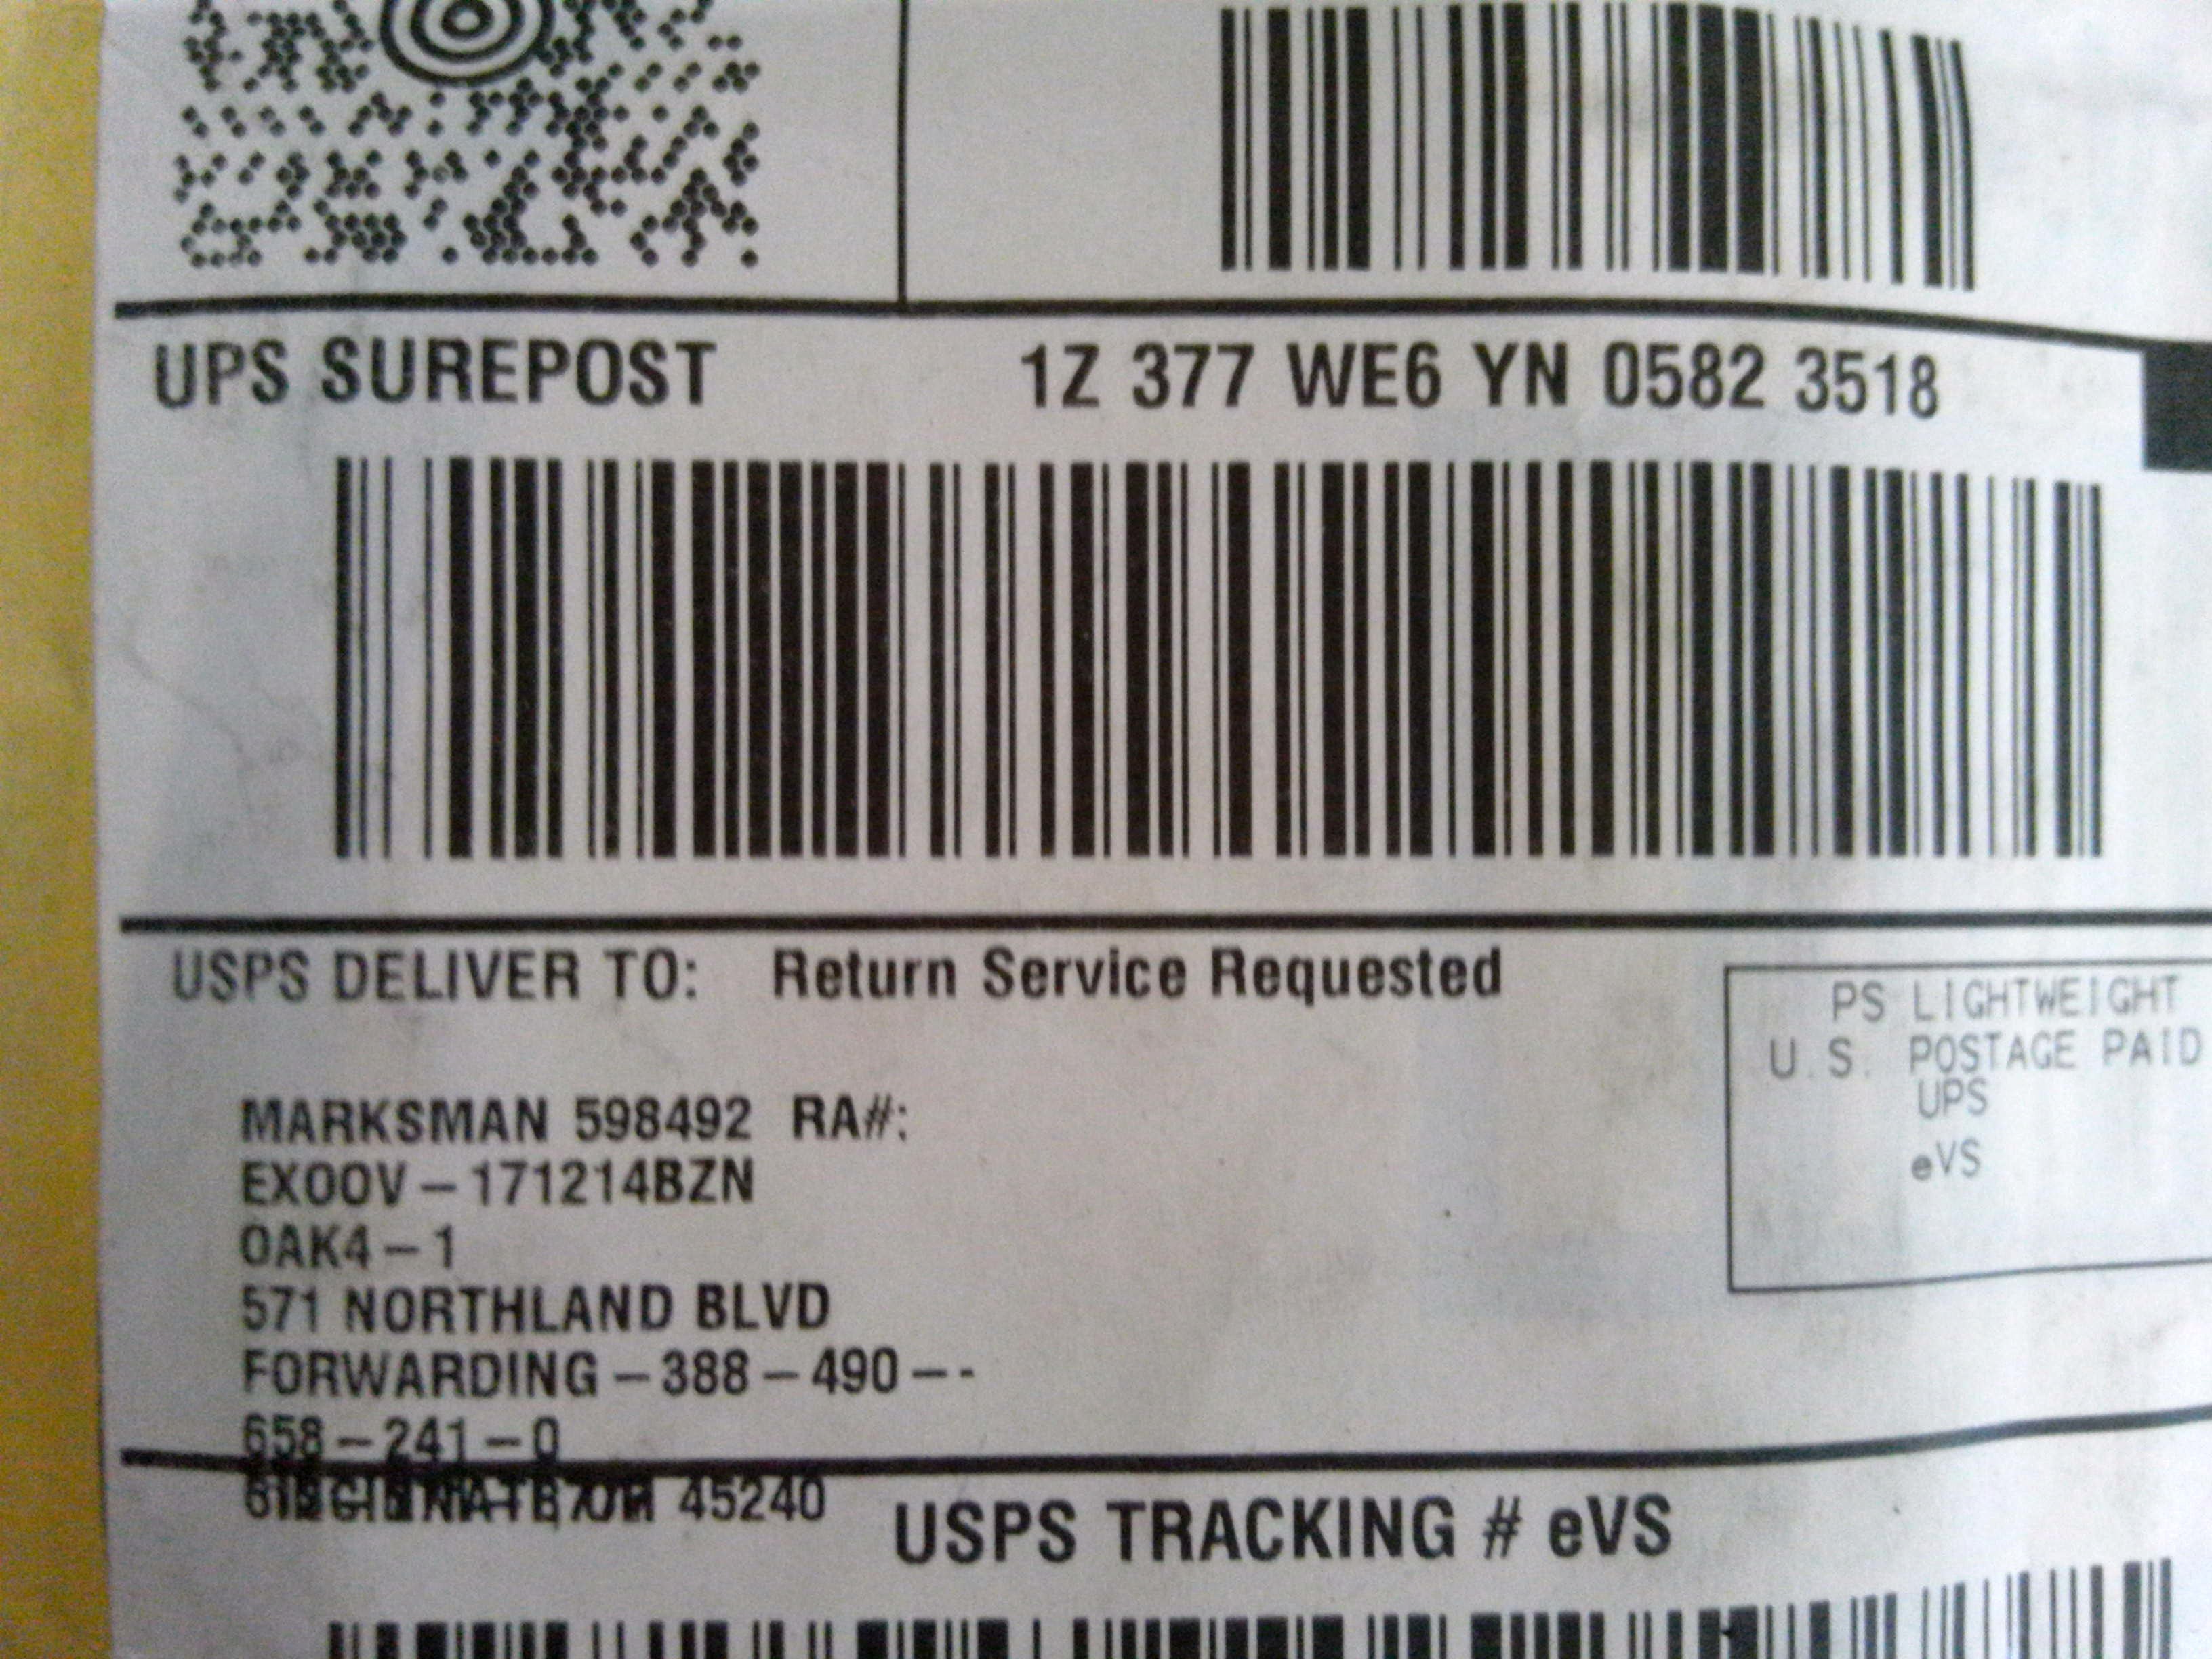 UPS SUREPOST 1Z 377 WE6 YN 0582 3518
USPS DELIVER TO: Return Service Requested
PS LIGHTWEIGHT
U.S. POSTAGE PAID
UPS
eVS
MARKSMAN 598492 RA#:
EXOOV-171214BZN
OAK4-1
571 NORTHLAND BLVD
FORWARDING-388-490--
658-241-0
45240
USPS TRACKING # eVS